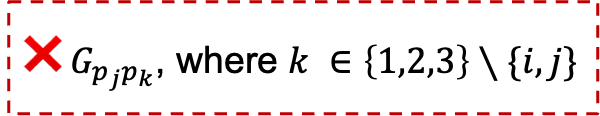 ❌ G_{p_j p_k}, where k ∈ {1,2,3} \ {i, j}